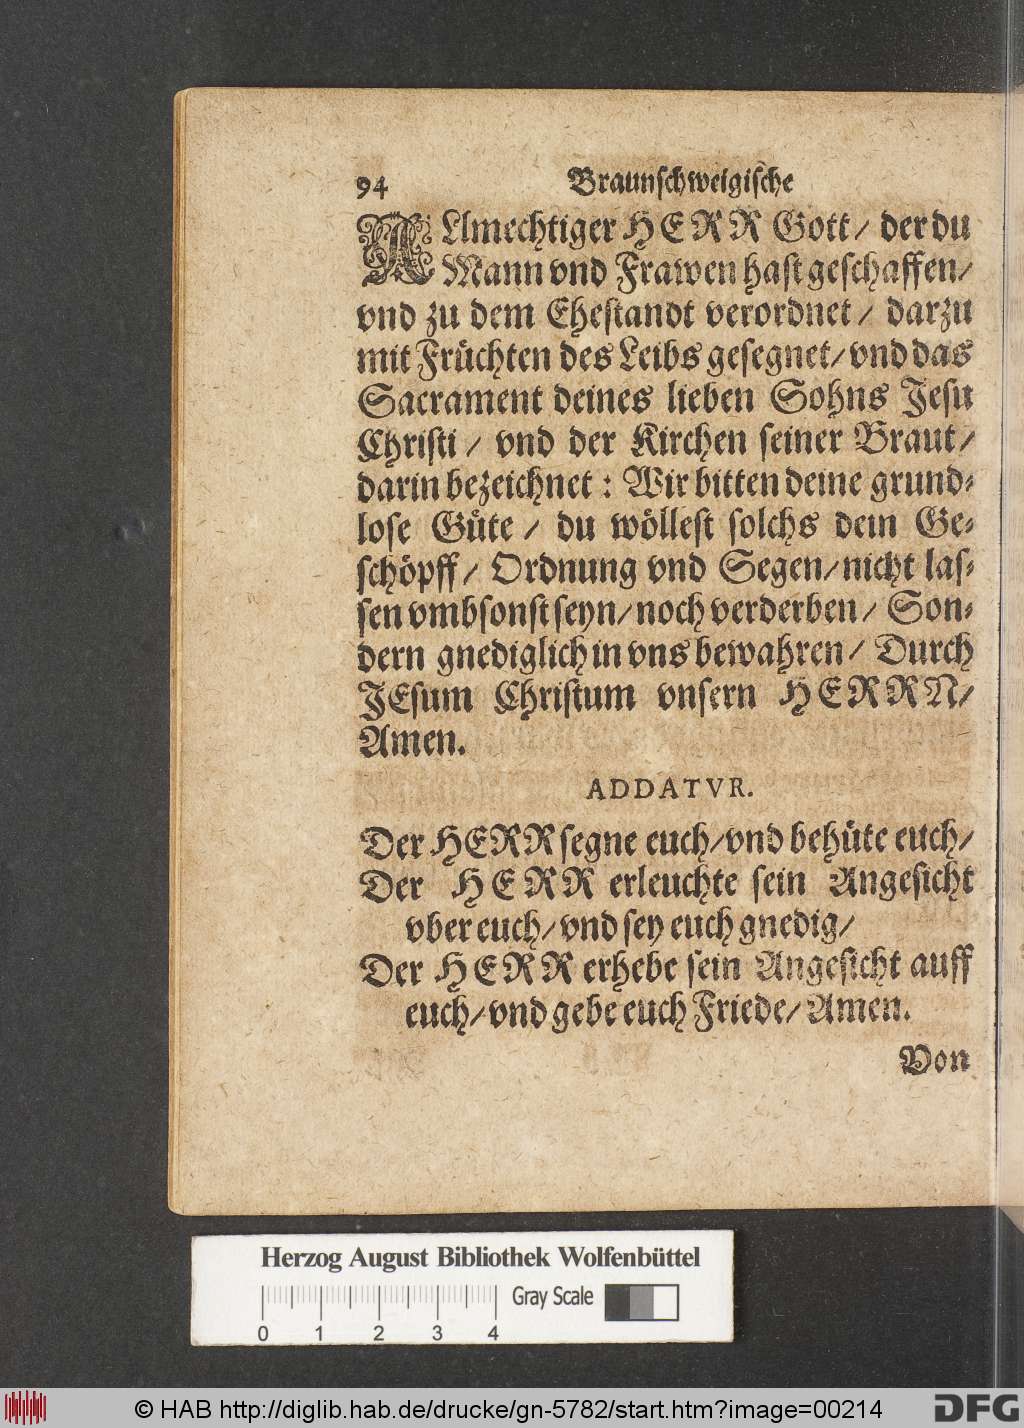 94 Braunschweigische
ALlmechtiger HERR Gott/ der du
Mann vnd Frawen hast geschaffen/
vnd zu dem Ehestandt verordnet/ darzu
mit Früchten des Leibs gesegnet/ vnd das
Sacrament deines lieben Sohns Jesu
Christi/ vnd der Kirchen seiner Braut/
darin bezeichnet: Wir bitten deine grund-
lose Güte/ du wöllest solchs dein Ge-
schöpff/ Ordnung vnd Segen/ nicht las-
sen vmbsonst seyn/ noch verderben/ Son-
dern gnediglich in vns bewahren/ Durch
JEsum Christum vnsern HERRN/
Amen.
ADDATVR.
Der HERR segne euch/ vnd behüte euch/
Der HERR erleuchte sein Angesicht
vber euch/ vnd sey euch gnedig/
Der HERR erhebe sein Angesicht auff
euch/ vnd gebe euch Friede/ Amen.
Von
Herzog August Bibliothek Wolfenbüttel
Gray Scale
0 1 2 3 4
© HAB http://diglib.hab.de/drucke/gn-5782/start.htm?image=00214
DFG